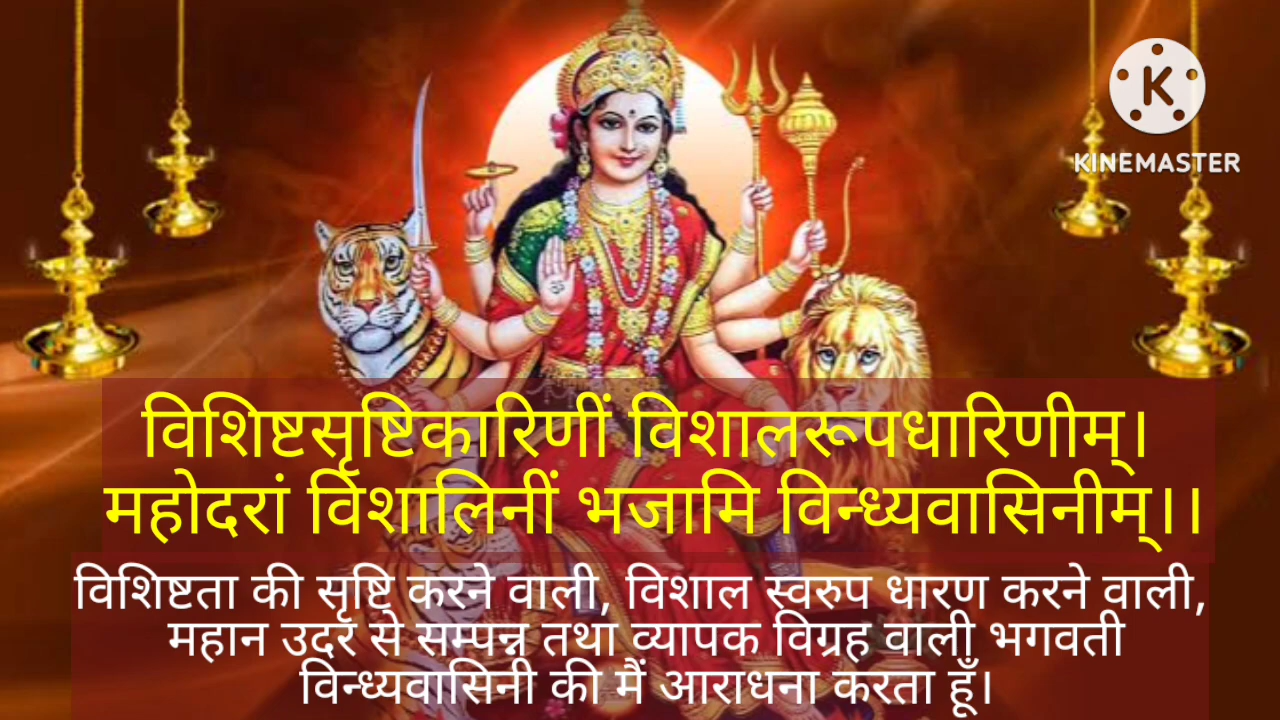 KINEMASTER
विशिष्टसृष्टिकारिणीं विशालरूपधारिणीम्।
महोदरां विशालिनीं भजामि विन्ध्यवासिनीम्।।
विशिष्टता की सृष्टि करने वाली, विशाल स्वरुप धारण करने वाली,
महान उदर से सम्पन्न तथा व्यापक विग्रह वाली भगवती
विन्ध्यवासिनी की मैं आराधना करता हूँ।